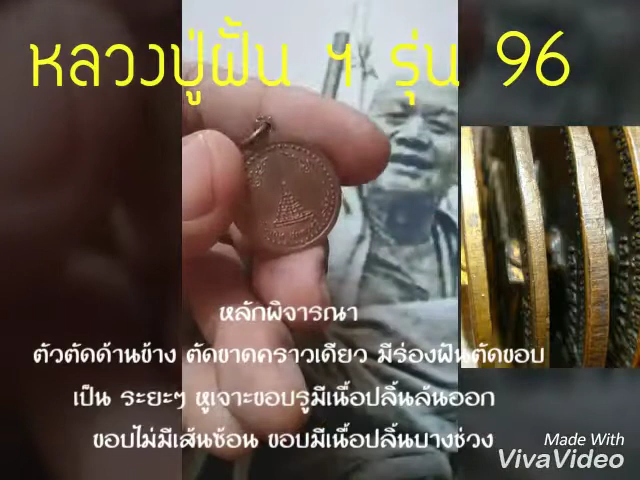 หลวงปู่ฝั้น ฯ รุ่น 96
หลักพิจารณา
ตัวตัดด้านข้าง ตัดขาดคราวเดียว มีร่องฝันตัดขอบ
เป็น ระยะๆ หูเจาะขอบรูมีเนื้อปลิ้นล้นออก
ขอบไม่มีเส้นซ้อน ขอบมีเนื้อปลิ้นบางช่วง
Made With
VivaVideo